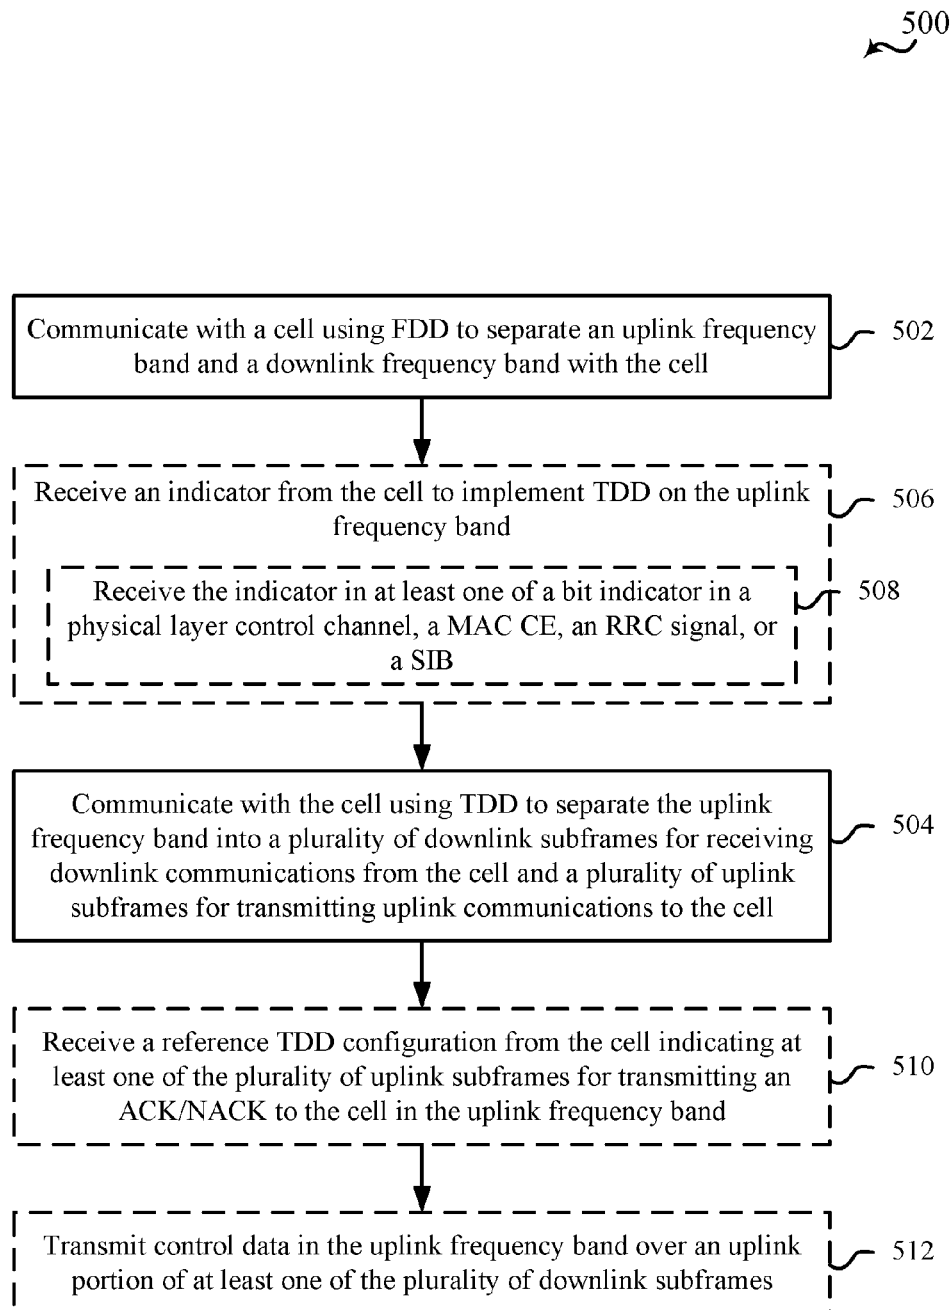 500
Communicate with a cell using FDD to separate an uplink frequency
band and a downlink frequency band with the cell
502
Receive an indicator from the cell to implement TDD on the uplink
frequency band
506
Receive the indicator in at least one of a bit indicator in a
physical layer control channel, a MAC CE, an RRC signal, or
a SIB
508
Communicate with the cell using TDD to separate the uplink
frequency band into a plurality of downlink subframes for receiving
downlink communications from the cell and a plurality of uplink
subframes for transmitting uplink communications to the cell
504
Receive a reference TDD configuration from the cell indicating at
least one of the plurality of uplink subframes for transmitting an
ACK/NACK to the cell in the uplink frequency band
510
Transmit control data in the uplink frequency band over an uplink
portion of at least one of the plurality of downlink subframes
512